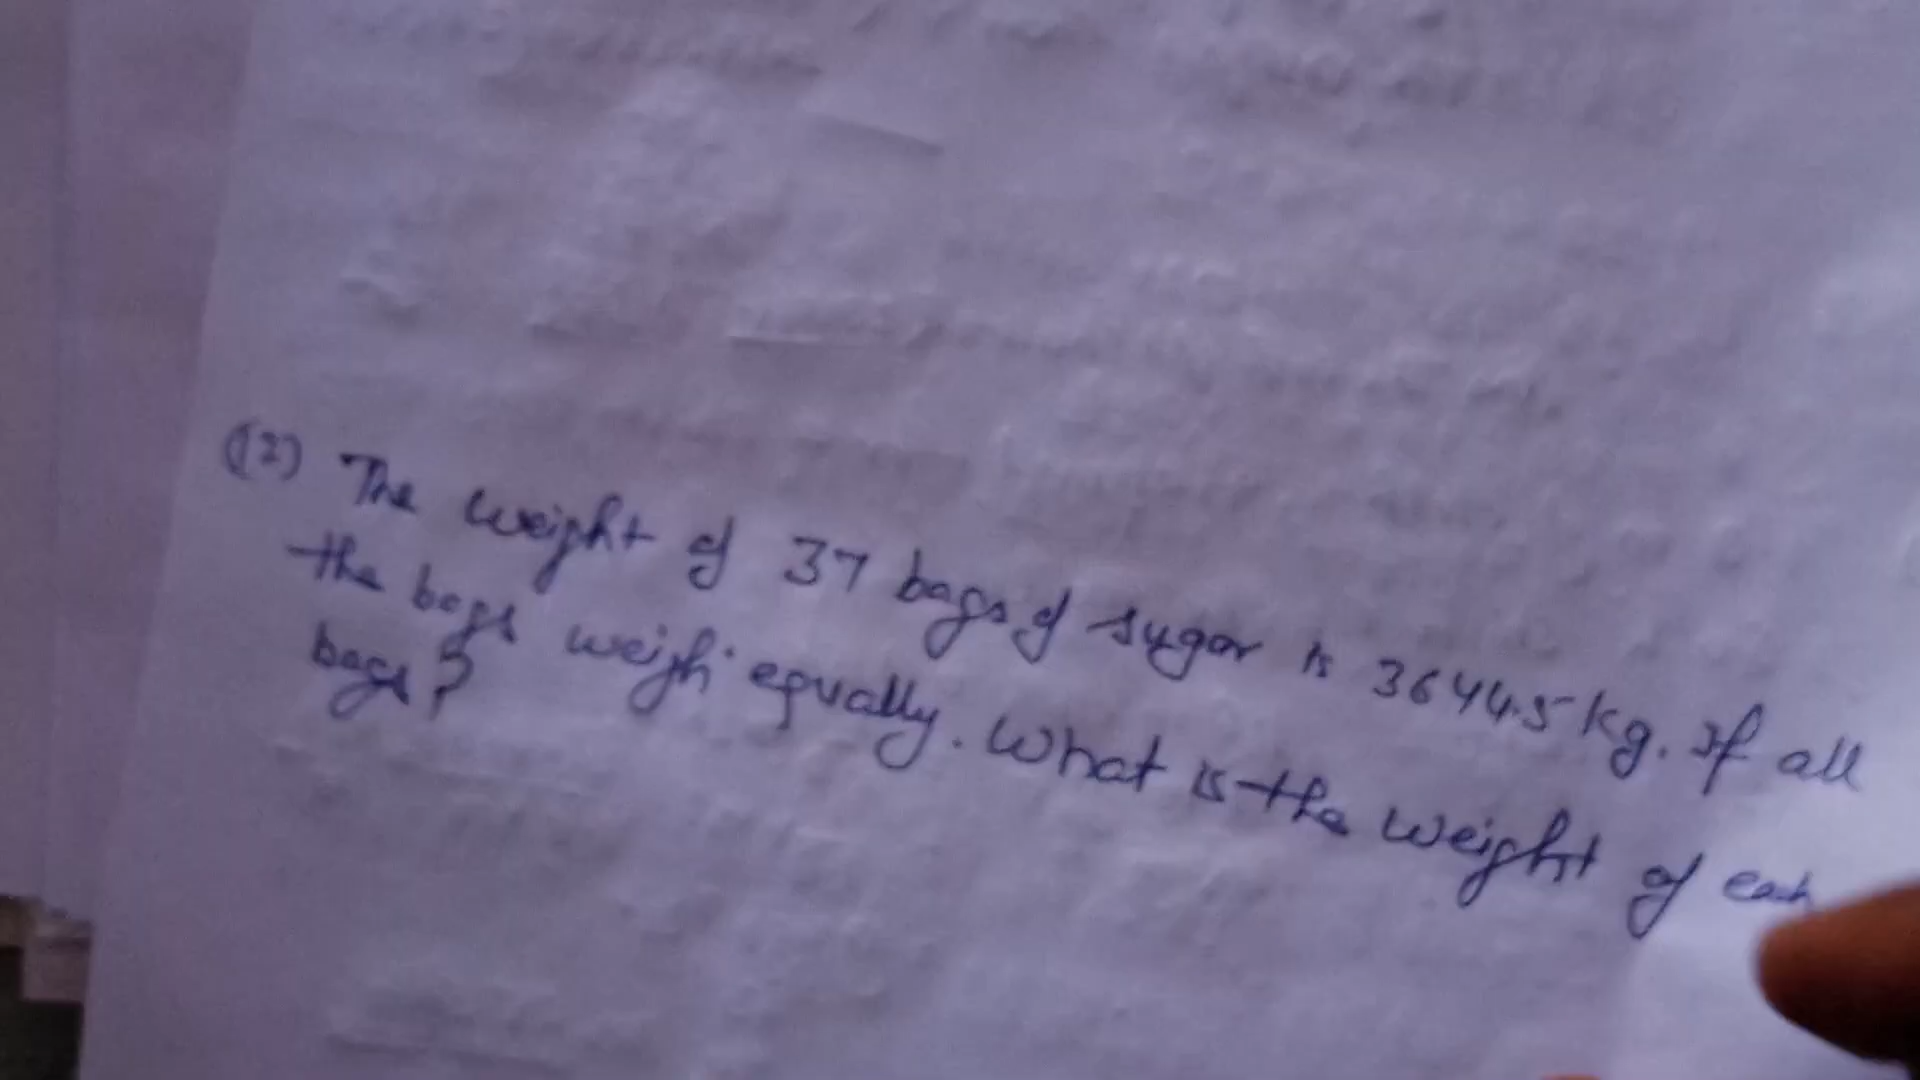 (2) The weight of 37 bags of sugar is 3644.5 kg. If all
the bags weigh equally. What is the weight of each
bags?